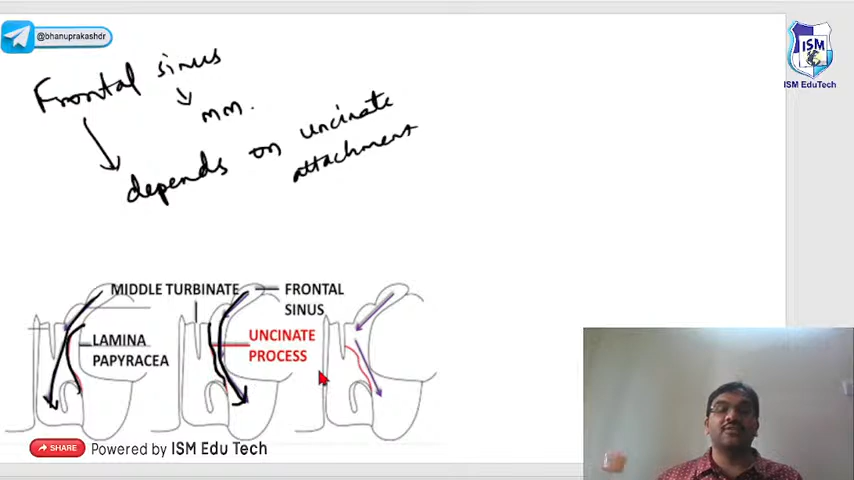 @bhanuprakashdr
ISM
ISM EduTech
Frontal sinus
mm.
depends on uncinate
attachment
MIDDLE TURBINATE
FRONTAL
SINUS
LAMINA
PAPYRACEA
UNCINATE
PROCESS
SHARE
Powered by ISM Edu Tech